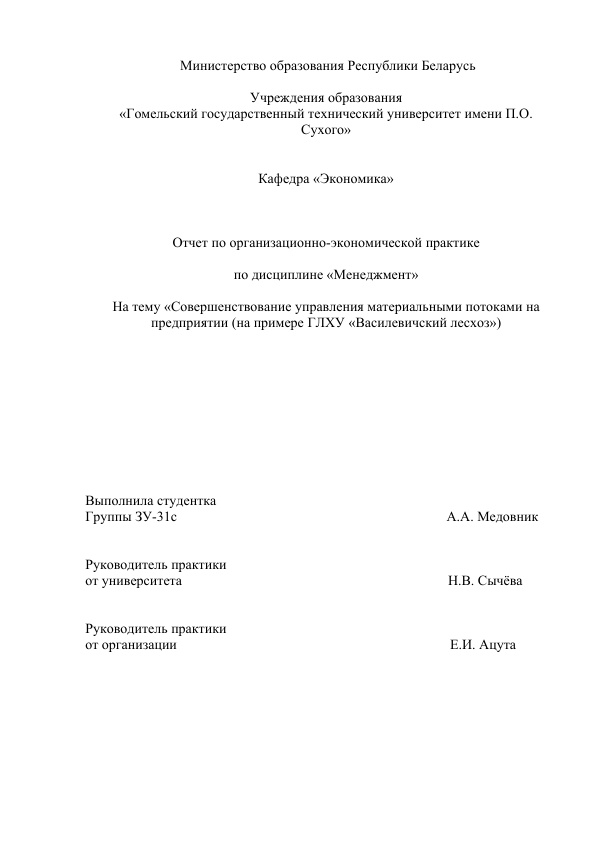 Министерство образования Республики Беларусь
Учреждения образования
«Гомельский государственный технический университет имени П.О.
Сухого»
Кафедра «Экономика»
Отчет по организационно-экономической практике
по дисциплине «Менеджмент»
На тему «Совершенствование управления материальными потоками на
предприятии (на примере ГЛХУ «Василевичский лесхоз»)
Выполнила студентка
Группы ЗУ-31с А.А. Медовник
Руководитель практики
от университета Н.В. Сычёва
Руководитель практики
от организации Е.И. Ацута